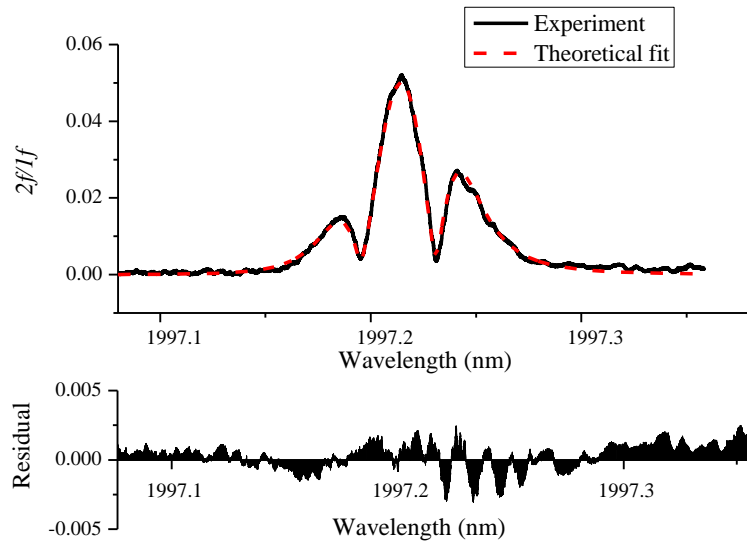 Experiment
Theoretical fit
0.06
0.04
0.02
0.00
2f/1f
1997.1 1997.2 1997.3
Wavelength (nm)
0.005
0.000
-0.005
Residual
1997.1 1997.2 1997.3
Wavelength (nm)